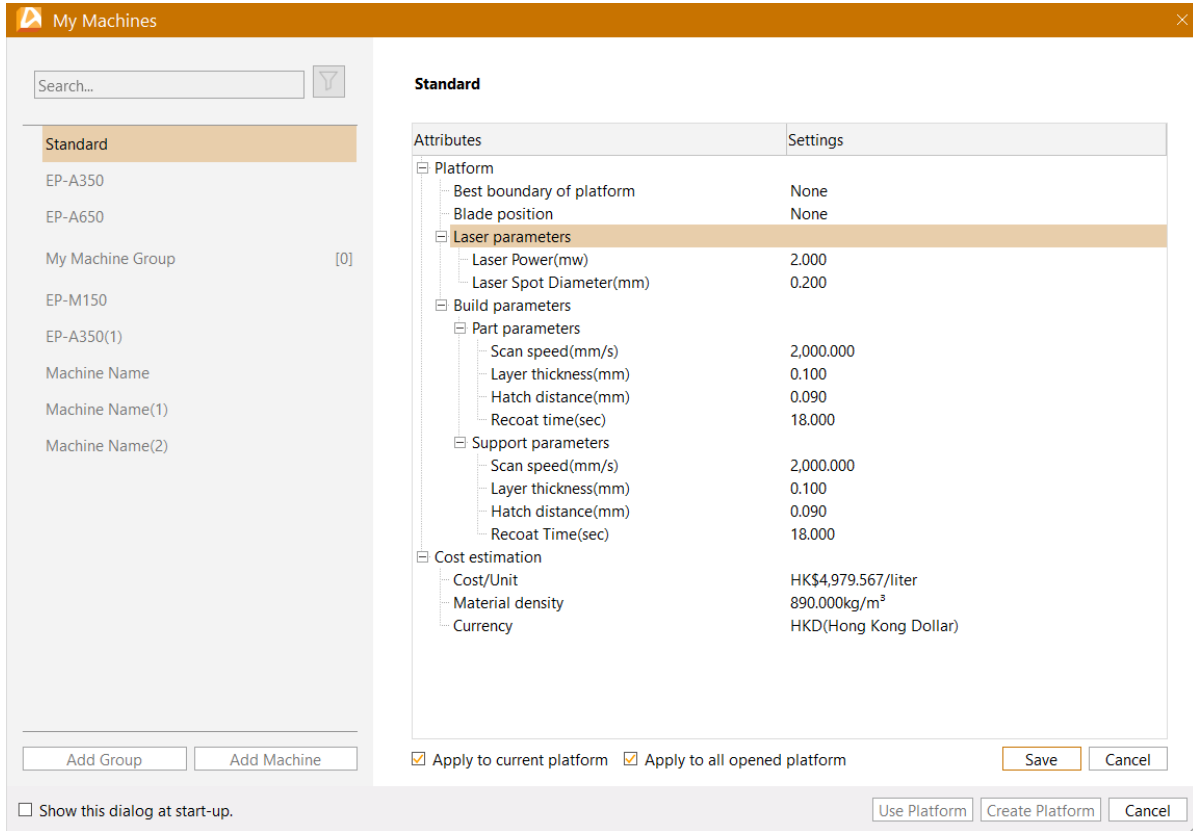 My Machines
Search...
Standard
EP-A350
EP-A650
My Machine Group [0]
EP-M150
EP-A350(1)
Machine Name
Machine Name(1)
Machine Name(2)
Add Group Add Machine
Standard
Attributes Settings
Platform
Best boundary of platform None
Blade position None
Laser parameters
Laser Power(mw) 2.000
Laser Spot Diameter(mm) 0.200
Build parameters
Part parameters
Scan speed(mm/s) 2,000.000
Layer thickness(mm) 0.100
Hatch distance(mm) 0.090
Recoat time(sec) 18.000
Support parameters
Scan speed(mm/s) 2,000.000
Layer thickness(mm) 0.100
Hatch distance(mm) 0.090
Recoat Time(sec) 18.000
Cost estimation
Cost/Unit HK$4,979.567/liter
Material density 890.000kg/m³
Currency HKD(Hong Kong Dollar)
Apply to current platform Apply to all opened platform Save Cancel
Show this dialog at start-up. Use Platform Create Platform Cancel